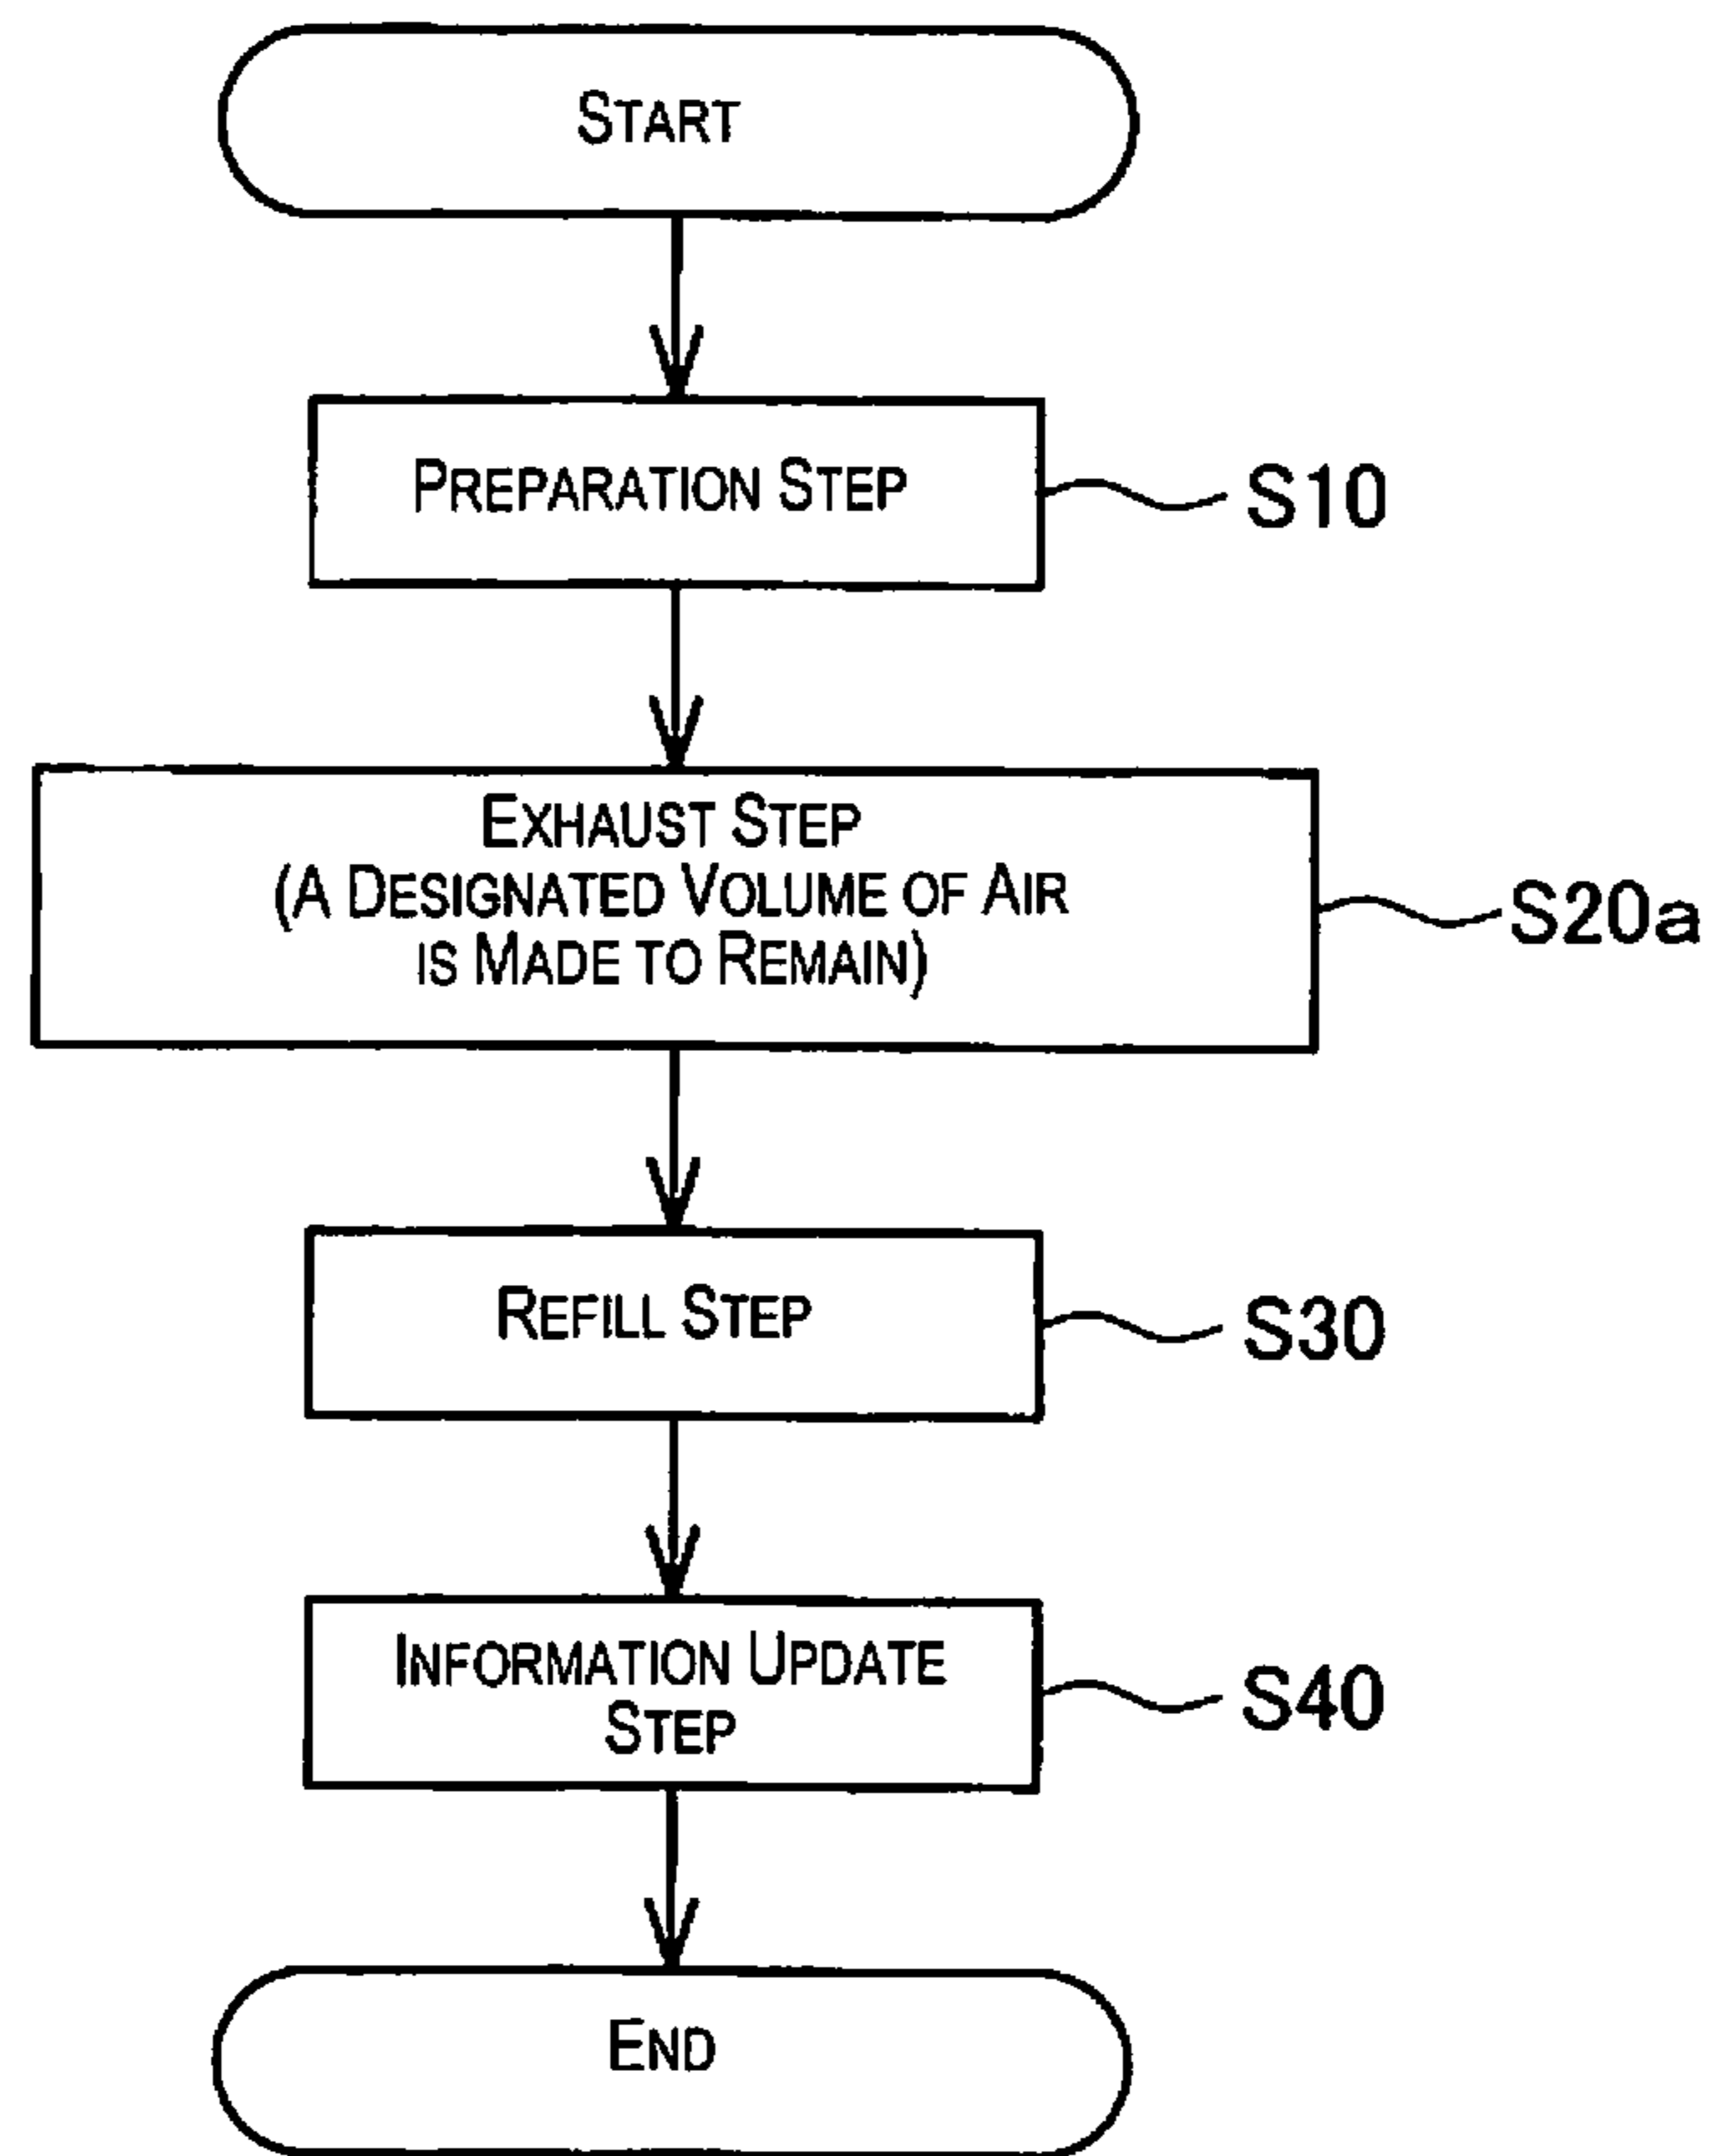 START
PREPARATION STEP
S10
EXHAUST STEP
(A DESIGNATED VOLUME OF AIR
IS MADE TO REMAIN)
S20a
REFILL STEP
S30
INFORMATION UPDATE
STEP
S40
END